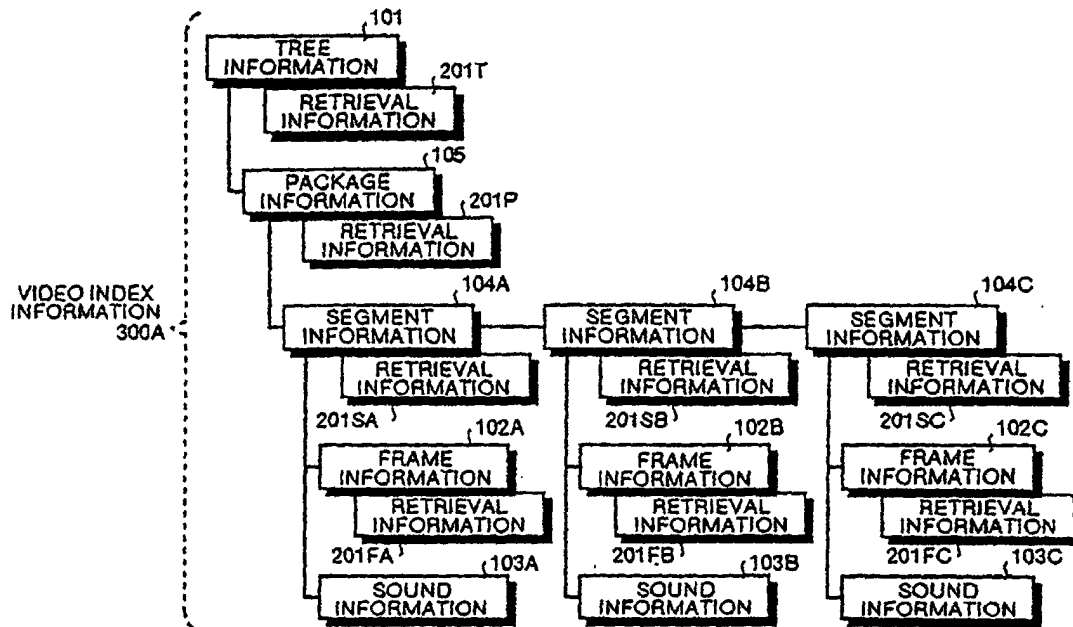 101
TREE
INFORMATION
201T
RETRIEVAL
INFORMATION
105
PACKAGE
INFORMATION
201P
RETRIEVAL
INFORMATION
VIDEO INDEX
INFORMATION
300A
104A
SEGMENT
INFORMATION
104B
SEGMENT
INFORMATION
104C
SEGMENT
INFORMATION
RETRIEVAL
INFORMATION
201SA
RETRIEVAL
INFORMATION
201SB
RETRIEVAL
INFORMATION
201SC
102A
FRAME
INFORMATION
102B
FRAME
INFORMATION
102C
FRAME
INFORMATION
RETRIEVAL
INFORMATION
201FA
RETRIEVAL
INFORMATION
201FB
RETRIEVAL
INFORMATION
201FC
103A
SOUND
INFORMATION
103B
SOUND
INFORMATION
103C
SOUND
INFORMATION